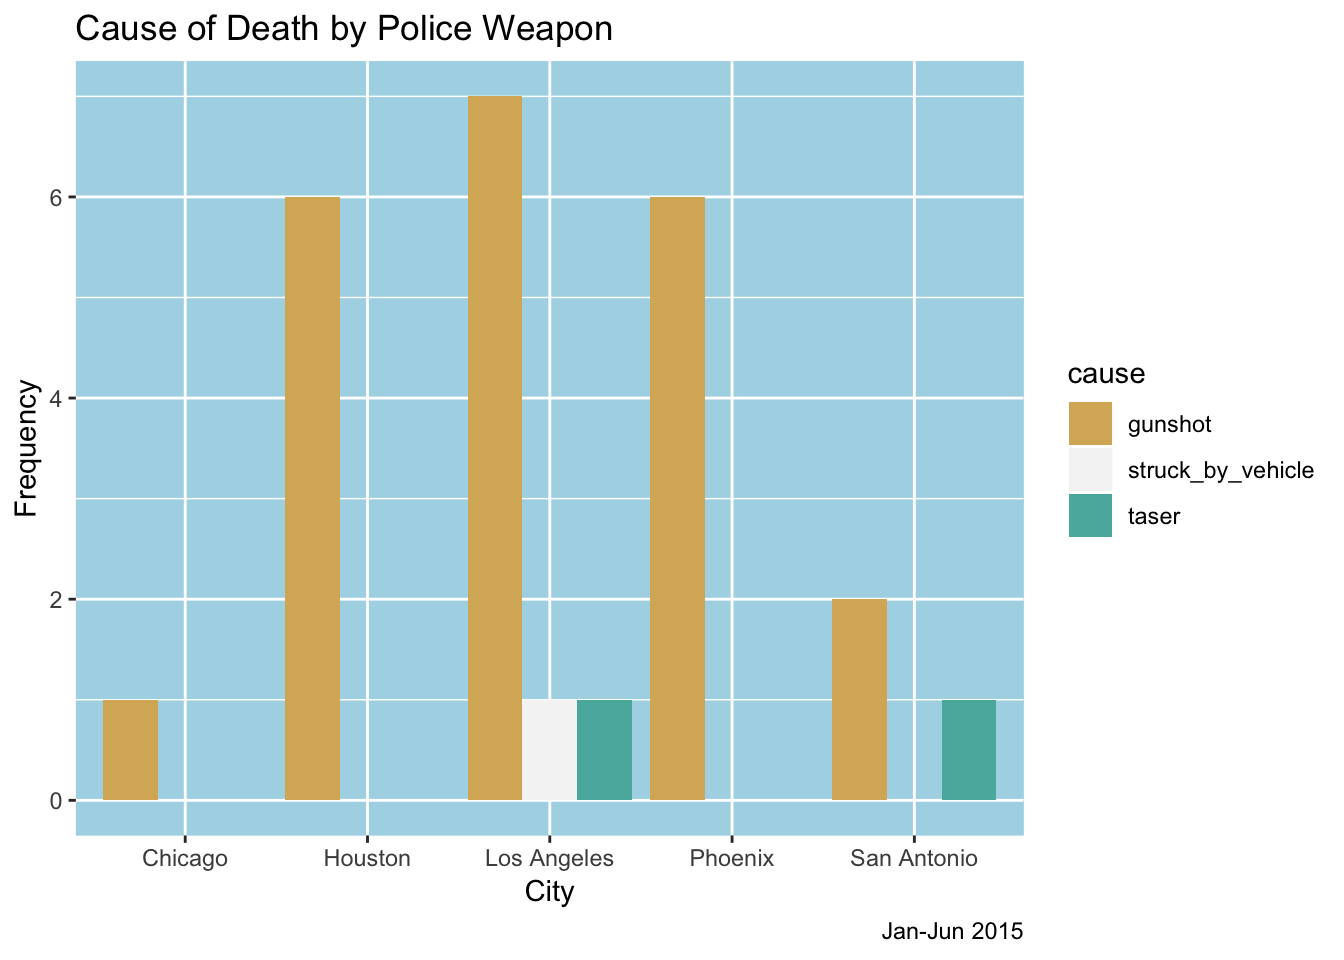 Cause of Death by Police Weapon
Frequency
6
4
2
0
Chicago Houston Los Angeles Phoenix San Antonio
City
cause
gunshot
struck_by_vehicle
taser
Jan-Jun 2015